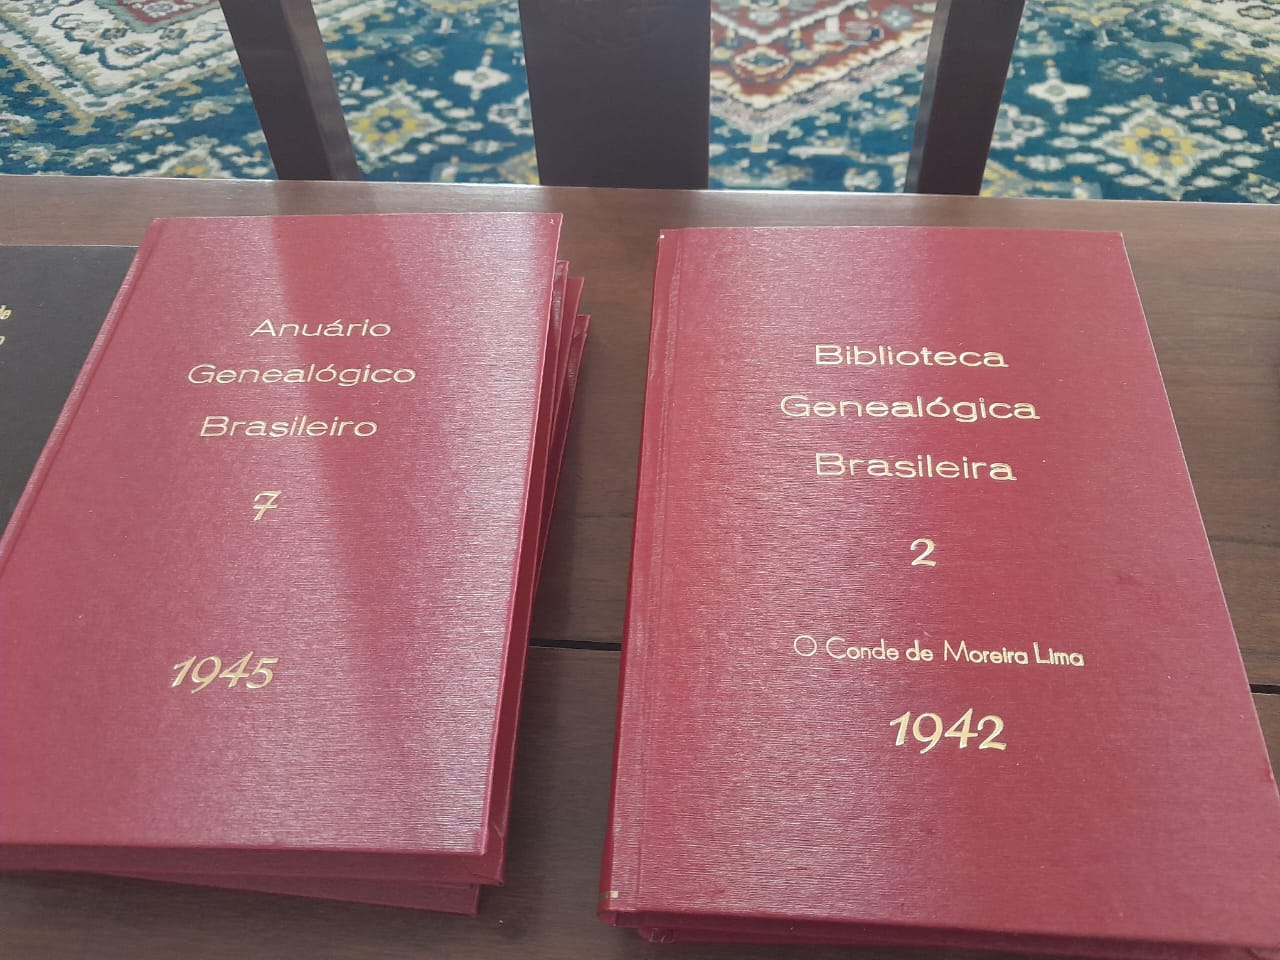 Anuário
Genealógico
Brasileiro
7
1945
Biblioteca
Genealógica
Brasileira
2
O Conde de Moreira Lima
1942